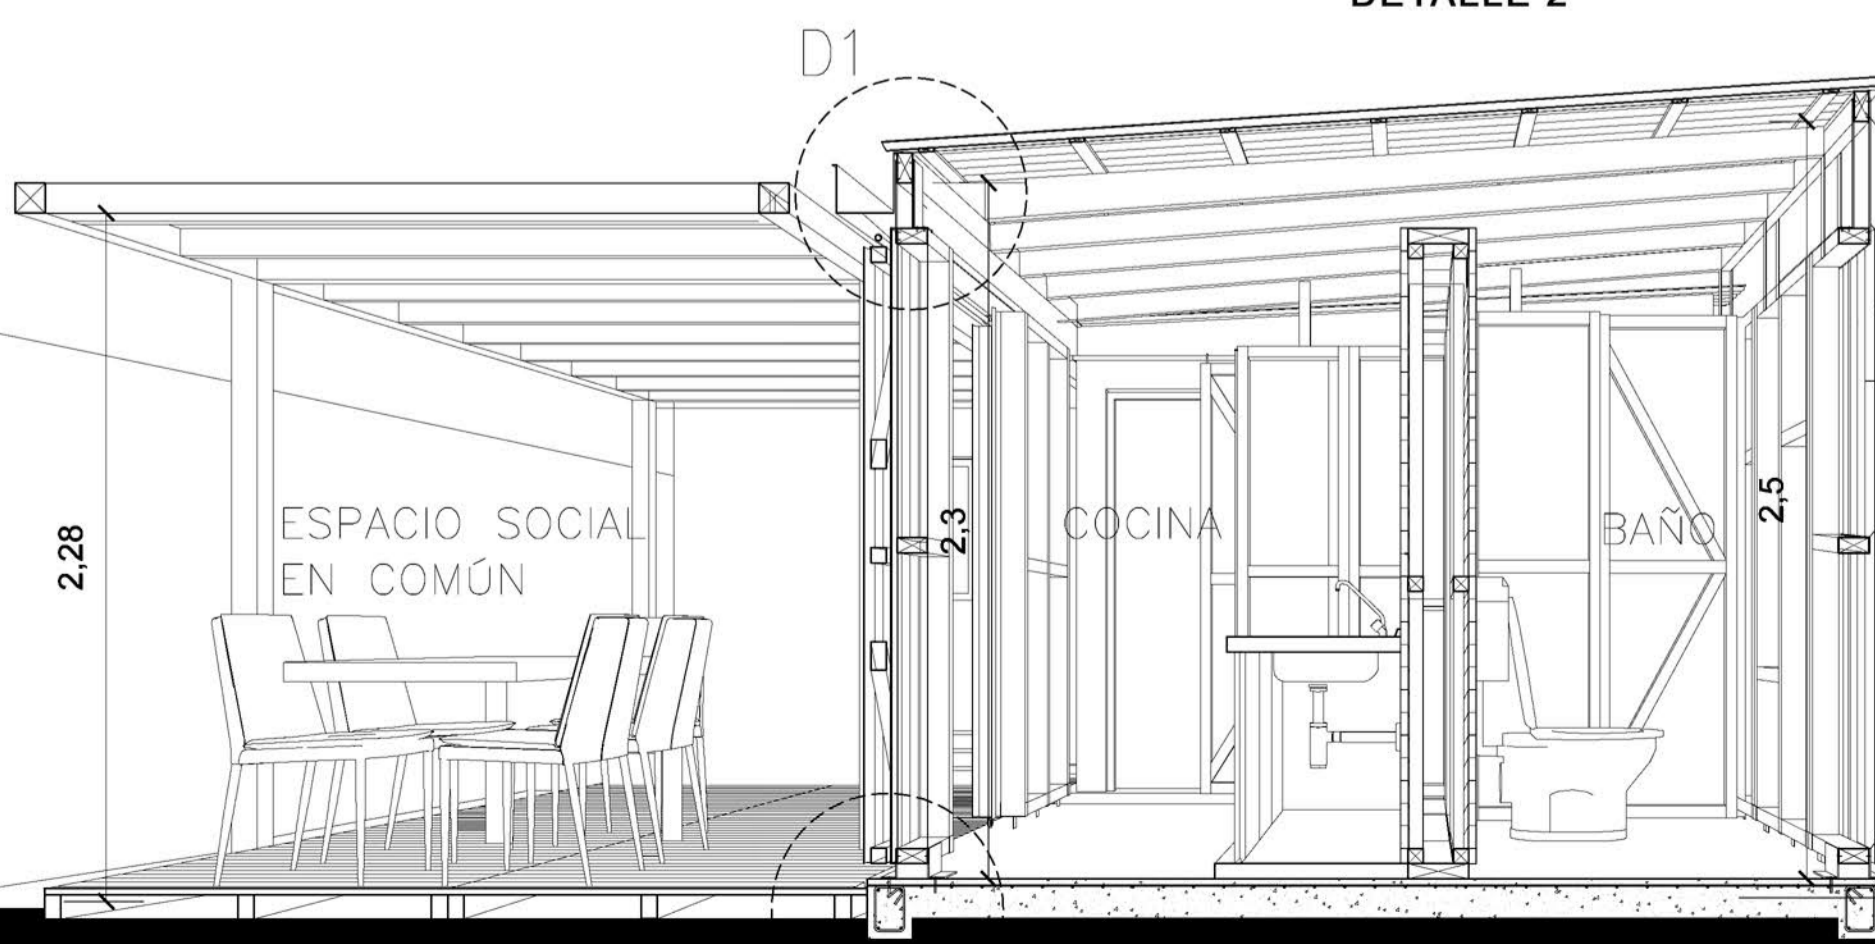 DETALLE 2
D1
2,28
ESPACIO SOCIAL
EN COMÚN
2,3
COCINA
BAÑO
2,5